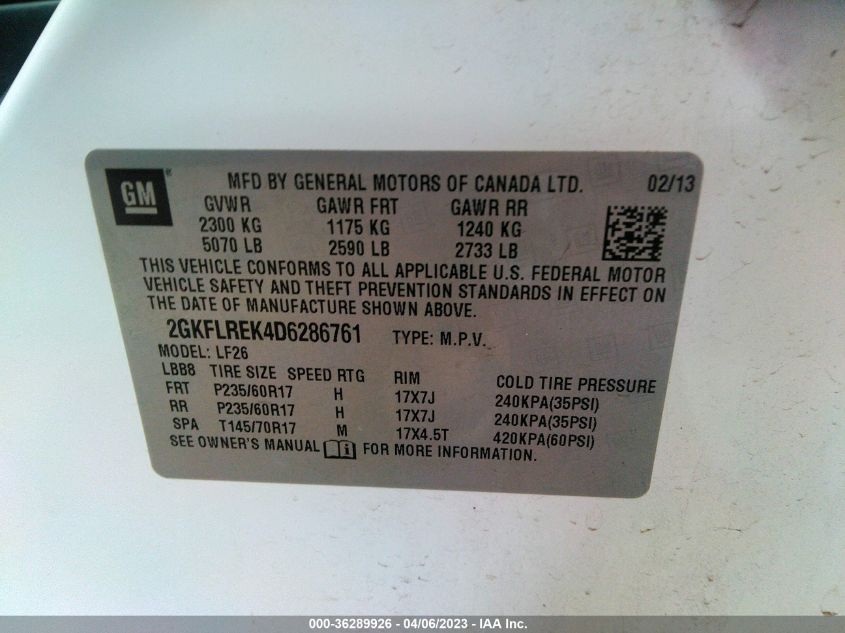 GM ® MFD BY GENERAL MOTORS OF CANADA LTD. 02/13
GVWR GAWR FRT GAWR RR
2300 KG 1175 KG 1240 KG
5070 LB 2590 LB 2733 LB
THIS VEHICLE CONFORMS TO ALL APPLICABLE U.S. FEDERAL MOTOR
VEHICLE SAFETY AND THEFT PREVENTION STANDARDS IN EFFECT ON
THE DATE OF MANUFACTURE SHOWN ABOVE.
2GKFLREK4D6286761 TYPE: M.P.V.
MODEL: LF26
LBB8 TIRE SIZE SPEED RTG RIM COLD TIRE PRESSURE
FRT P235/60R17 H 17X7J 240KPA(35PSI)
RR P235/60R17 H 17X7J 240KPA(35PSI)
SPA T145/70R17 M 17X4.5T 420KPA(60PSI)
SEE OWNER'S MANUAL FOR MORE INFORMATION.
000-36289926 - 04/06/2023 - IAA Inc.